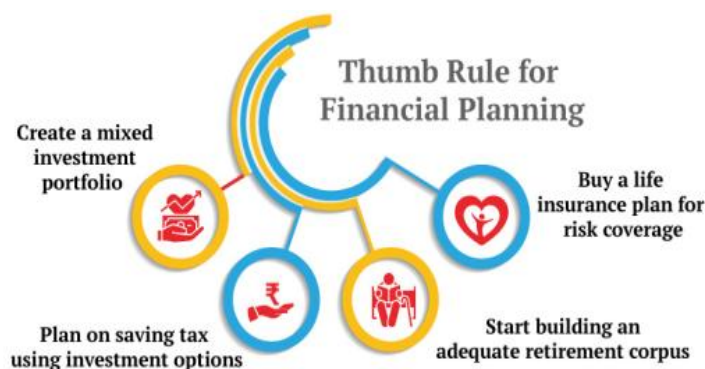 Thumb Rule for
Financial Planning
Create a mixed
investment
portfolio
₹
Plan on saving tax
using investment options
Start building an
adequate retirement corpus
Buy a life
insurance plan for
risk coverage